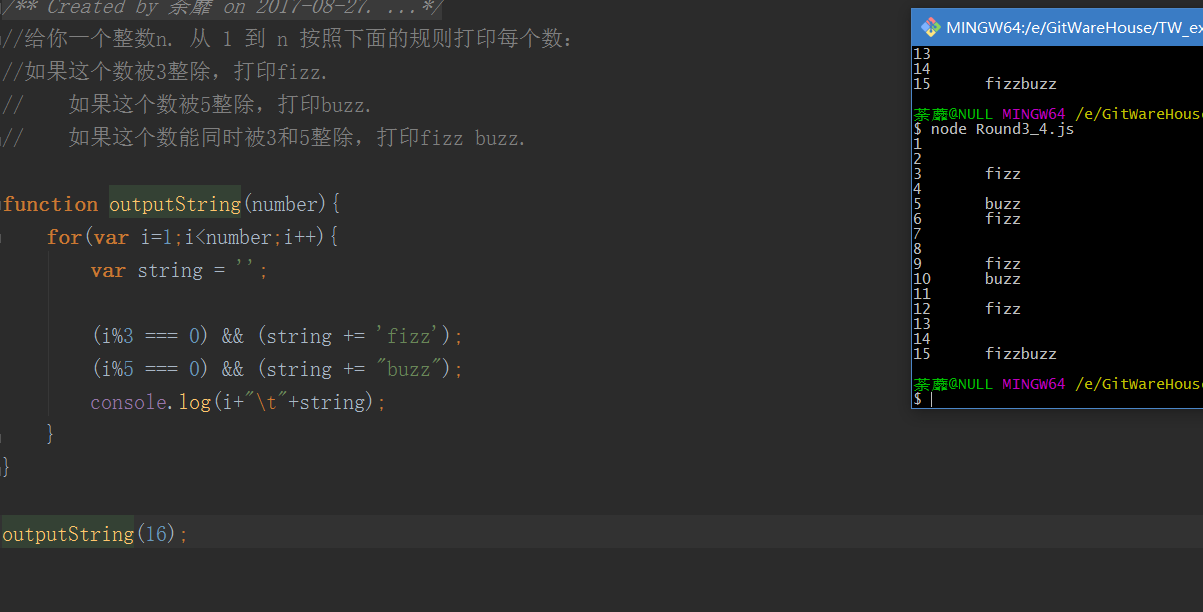 /** Created by 荼蘼 on 2017-08-27. ...*/
//给你一个整数n. 从 1 到 n 按照下面的规则打印每个数:
//如果这个数被3整除，打印fizz.
// 如果这个数被5整除，打印buzz.
// 如果这个数能同时被3和5整除，打印fizz buzz.
function outputString(number){
for(var i=1;i<number;i++){
var string = '';
(i%3 === 0) && (string += 'fizz');
(i%5 === 0) && (string += "buzz");
console.log(i+"\t"+string);
}
}
outputString(16);
MINGW64:/e/GitWareHouse/TW_ex
13
14
15 fizzbuzz
荼蘼@NULL MINGW64 /e/GitWareHouse
$ node Round3_4.js
1
2
3 fizz
4
5 buzz
6 fizz
7
8
9 fizz
10 buzz
11
12 fizz
13
14
15 fizzbuzz
荼蘼@NULL MINGW64 /e/GitWareHouse
$